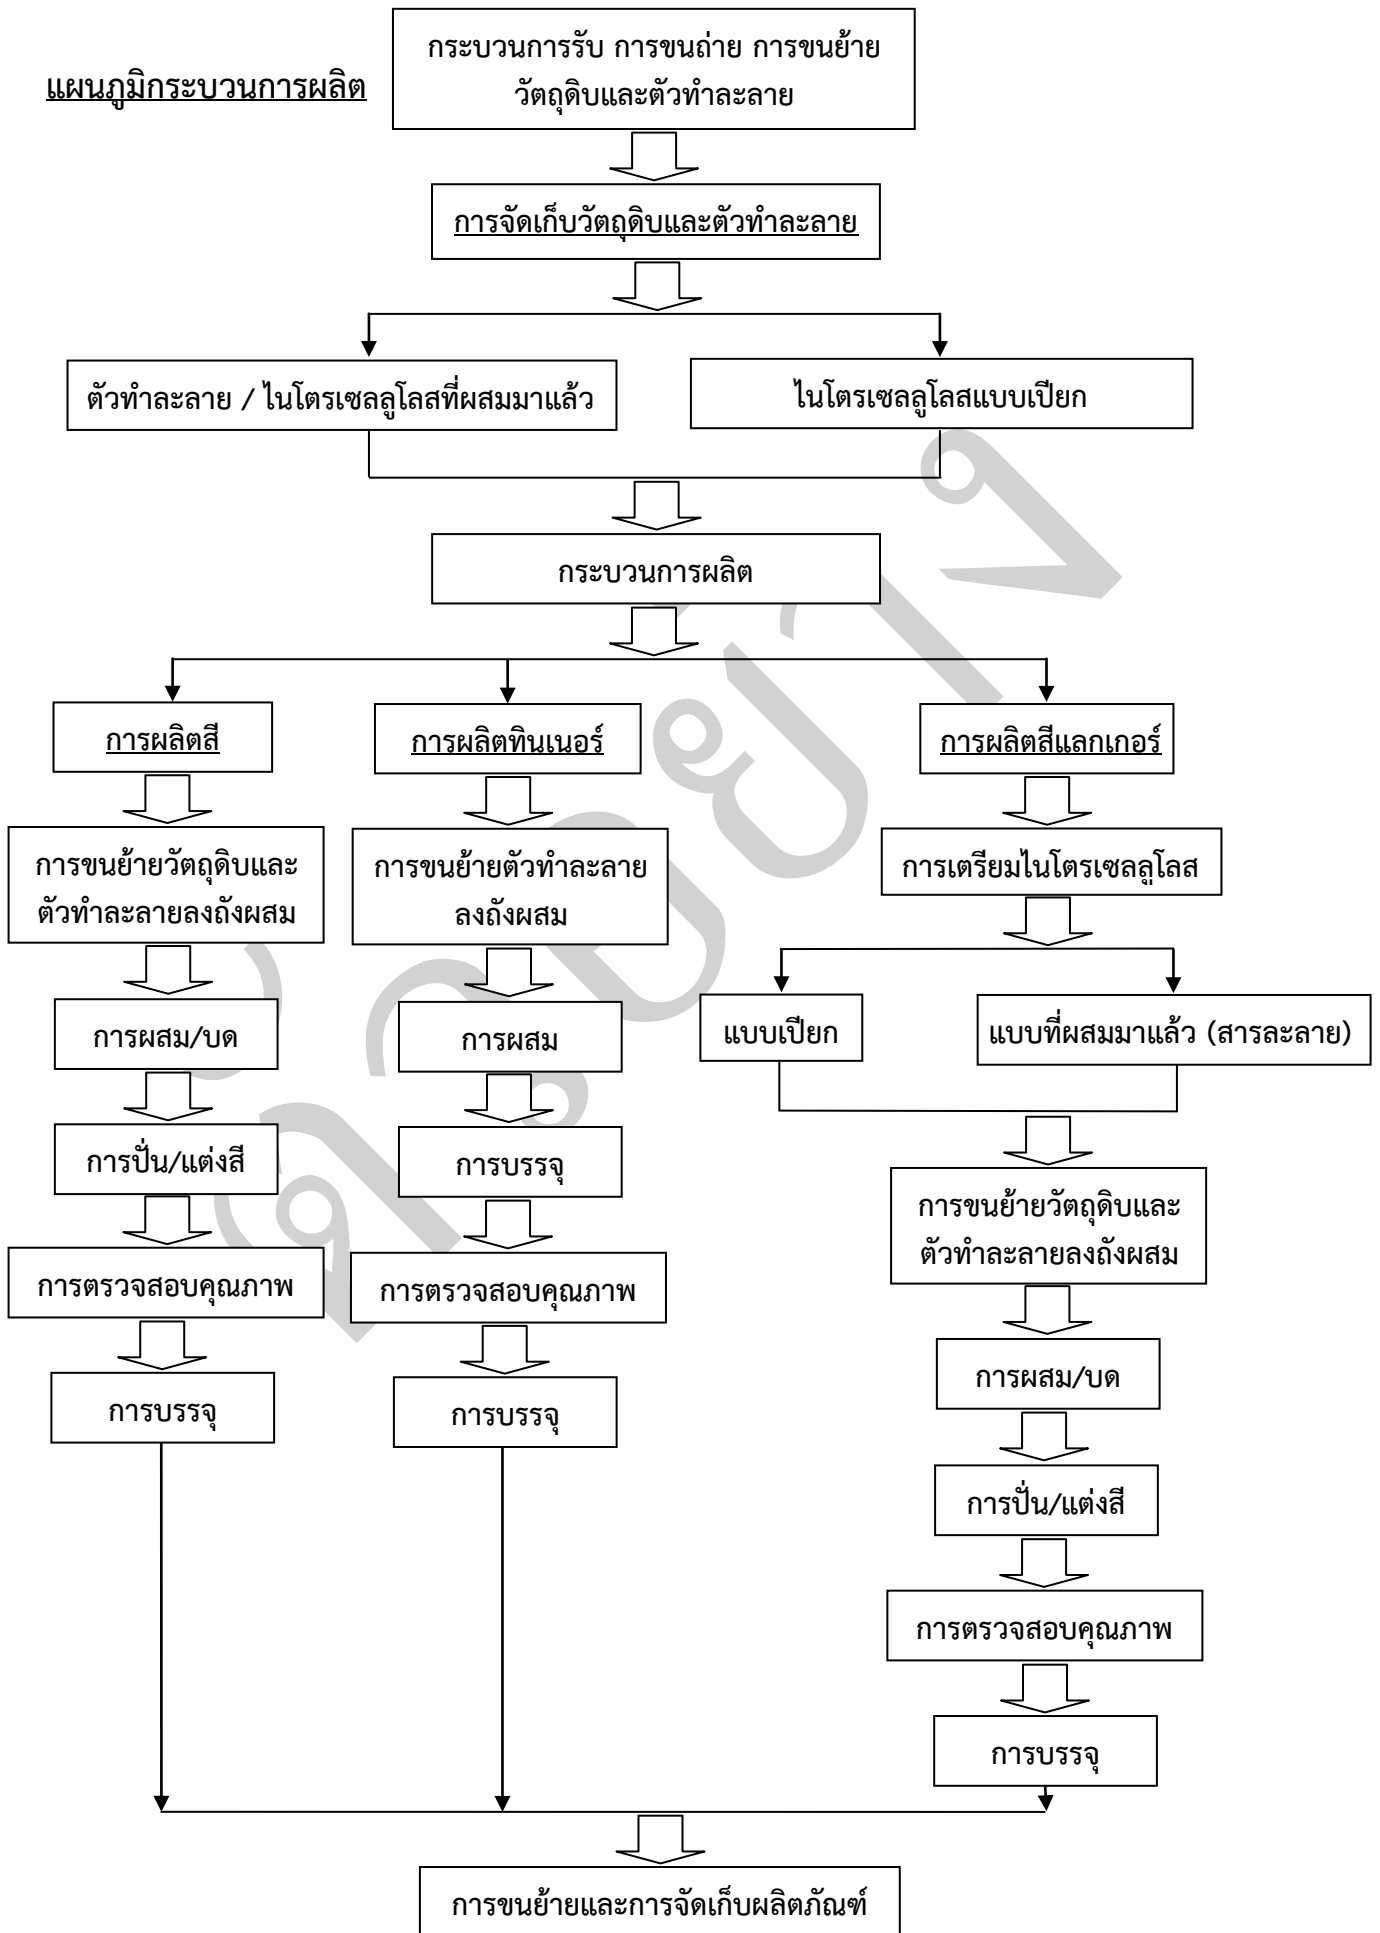 แผนภูมิกระบวนการผลิต
กระบวนการรับ การขนถ่าย การขนย้าย
วัตถุดิบและตัวทำละลาย
การจัดเก็บวัตถุดิบและตัวทำละลาย
ตัวทำละลาย / ไนโตรเซลลูโลสที่ผสมมาแล้ว
ไนโตรเซลลูโลสแบบเปียก
กระบวนการผลิต
การผลิตสี
การขนย้ายวัตถุดิบและ
ตัวทำละลายลงถังผสม
การผสม/บด
การปั่น/แต่งสี
การตรวจสอบคุณภาพ
การบรรจุ
การผลิตทินเนอร์
การขนย้ายตัวทำละลาย
ลงถังผสม
การผสม
การบรรจุ
การตรวจสอบคุณภาพ
การบรรจุ
การผลิตสีแลกเกอร์
การเตรียมไนโตรเซลลูโลส
แบบเปียก
แบบที่ผสมมาแล้ว (สารละลาย)
การขนย้ายวัตถุดิบและ
ตัวทำละลายลงถังผสม
การผสม/บด
การปั่น/แต่งสี
การตรวจสอบคุณภาพ
การบรรจุ
การขนย้ายและการจัดเก็บผลิตภัณฑ์
ตัวอย่าง